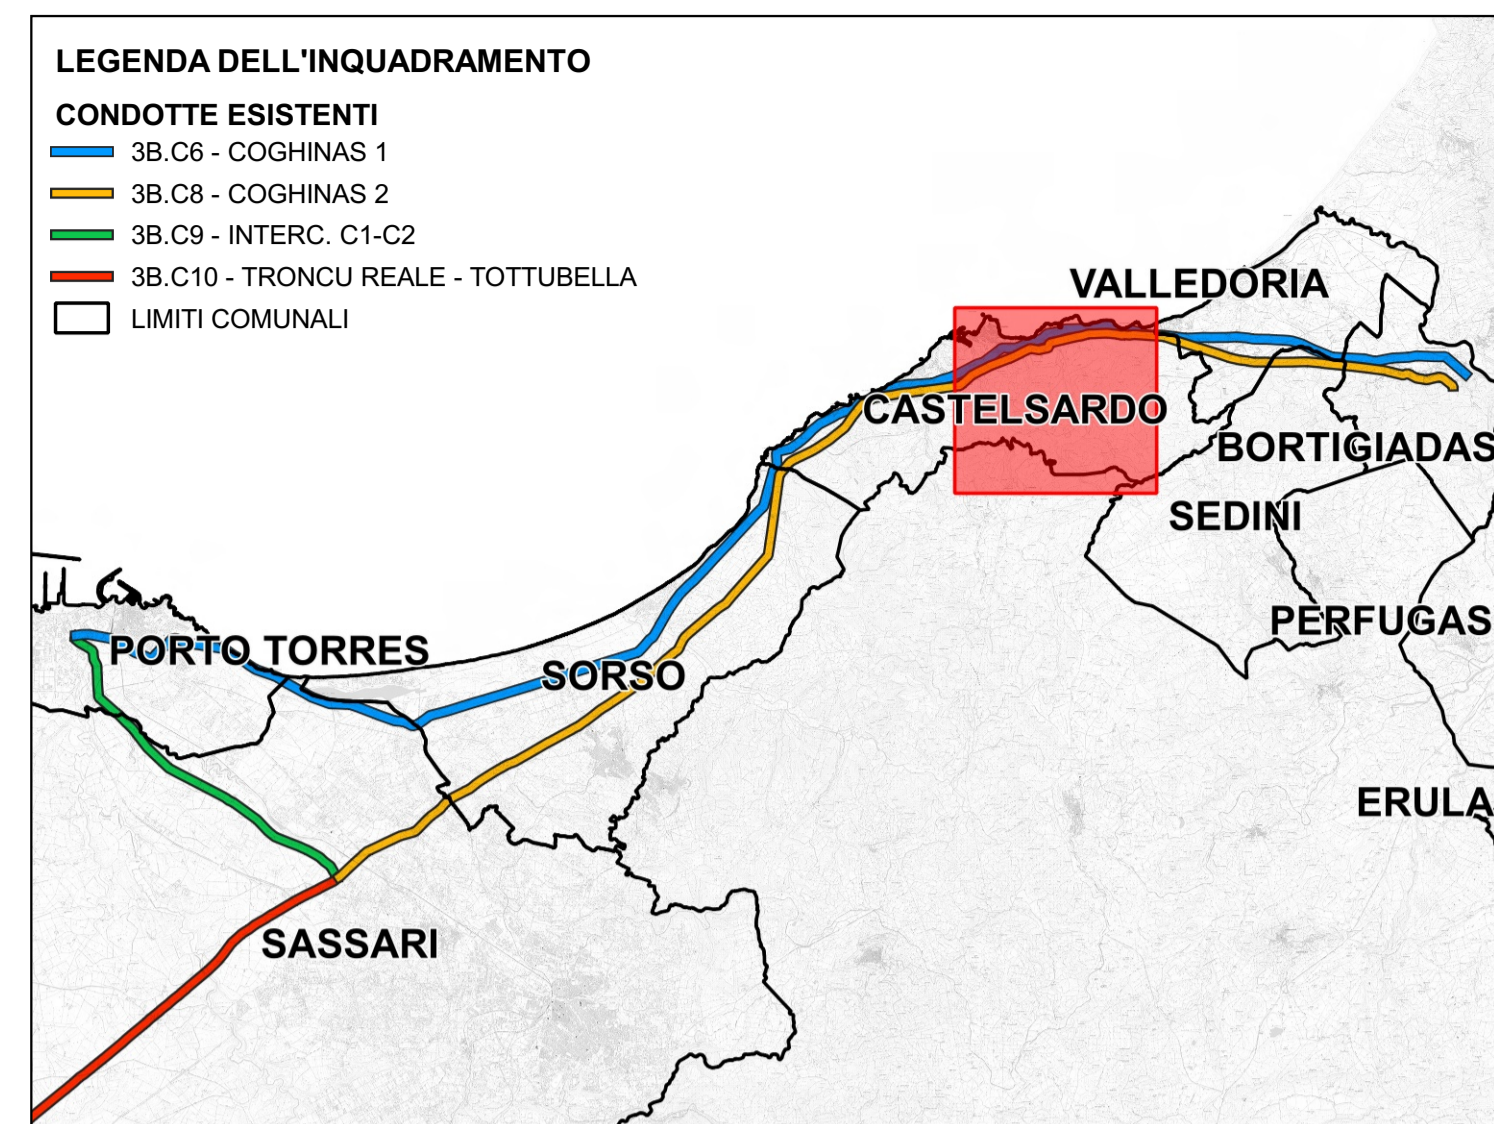 LEGENDA DELL'INQUADRAMENTO
CONDOTTE ESISTENTI
3B.C6 - COGHINAS 1
3B.C8 - COGHINAS 2
3B.C9 - INTERC. C1-C2
3B.C10 - TRONCU REALE - TOTTUBELLA
LIMITI COMUNALI
VALLEDORIA
CASTELSARDO
BORTIGIADAS
SEDINI
PERFUGAS
PORTO TORRES
SORSO
ERULA
SASSARI